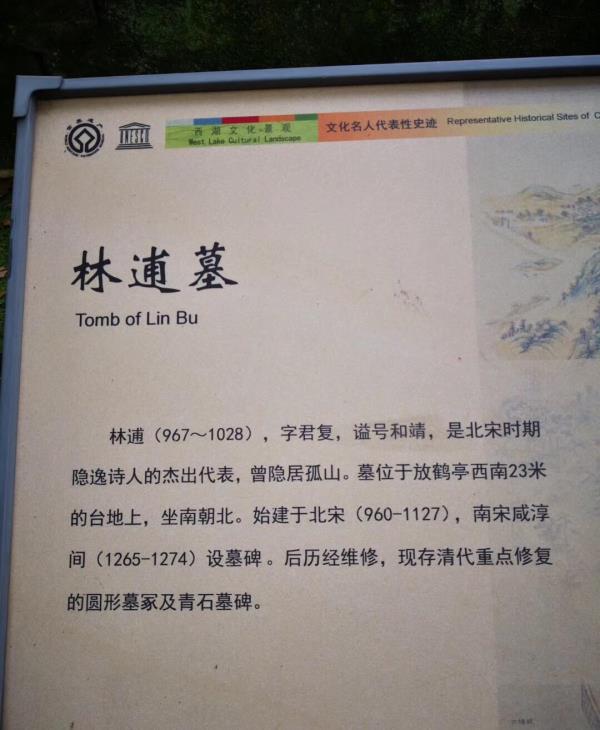 UNESCO
西湖文化景观
West Lake Cultural Landscape
文化名人代表性史迹 Representative Historical Sites of C
林逋墓
Tomb of Lin Bu
林逋（967～1028），字君复，谥号和靖，是北宋时期
隐逸诗人的杰出代表，曾隐居孤山。墓位于放鹤亭西南23米
的台地上，坐南朝北。始建于北宋（960-1127），南宋咸淳
间（1265-1274）设墓碑。后历经维修，现存清代重点修复
的圆形墓冢及青石墓碑。